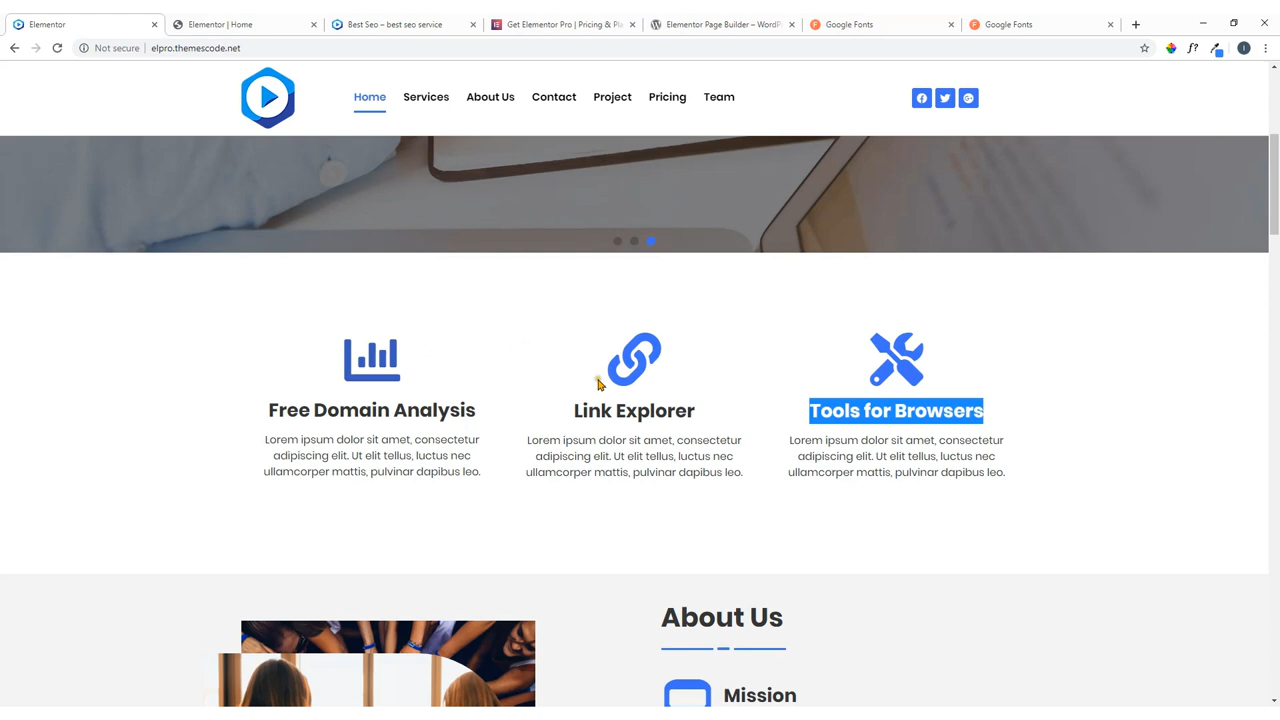 Elementor
Elementor | Home
Best Seo – best seo service
Get Elementor Pro | Pricing & Pl
Elementor Page Builder – WordP
Google Fonts
Google Fonts
Not secure
elpro.themescode.net
f?
I
Home
Services
About Us
Contact
Project
Pricing
Team
Free Domain Analysis
Lorem ipsum dolor sit amet, consectetur
adipiscing elit. Ut elit tellus, luctus nec
ullamcorper mattis, pulvinar dapibus leo.
Link Explorer
Lorem ipsum dolor sit amet, consectetur
adipiscing elit. Ut elit tellus, luctus nec
ullamcorper mattis, pulvinar dapibus leo.
Tools for Browsers
Lorem ipsum dolor sit amet, consectetur
adipiscing elit. Ut elit tellus, luctus nec
ullamcorper mattis, pulvinar dapibus leo.
About Us
Mission